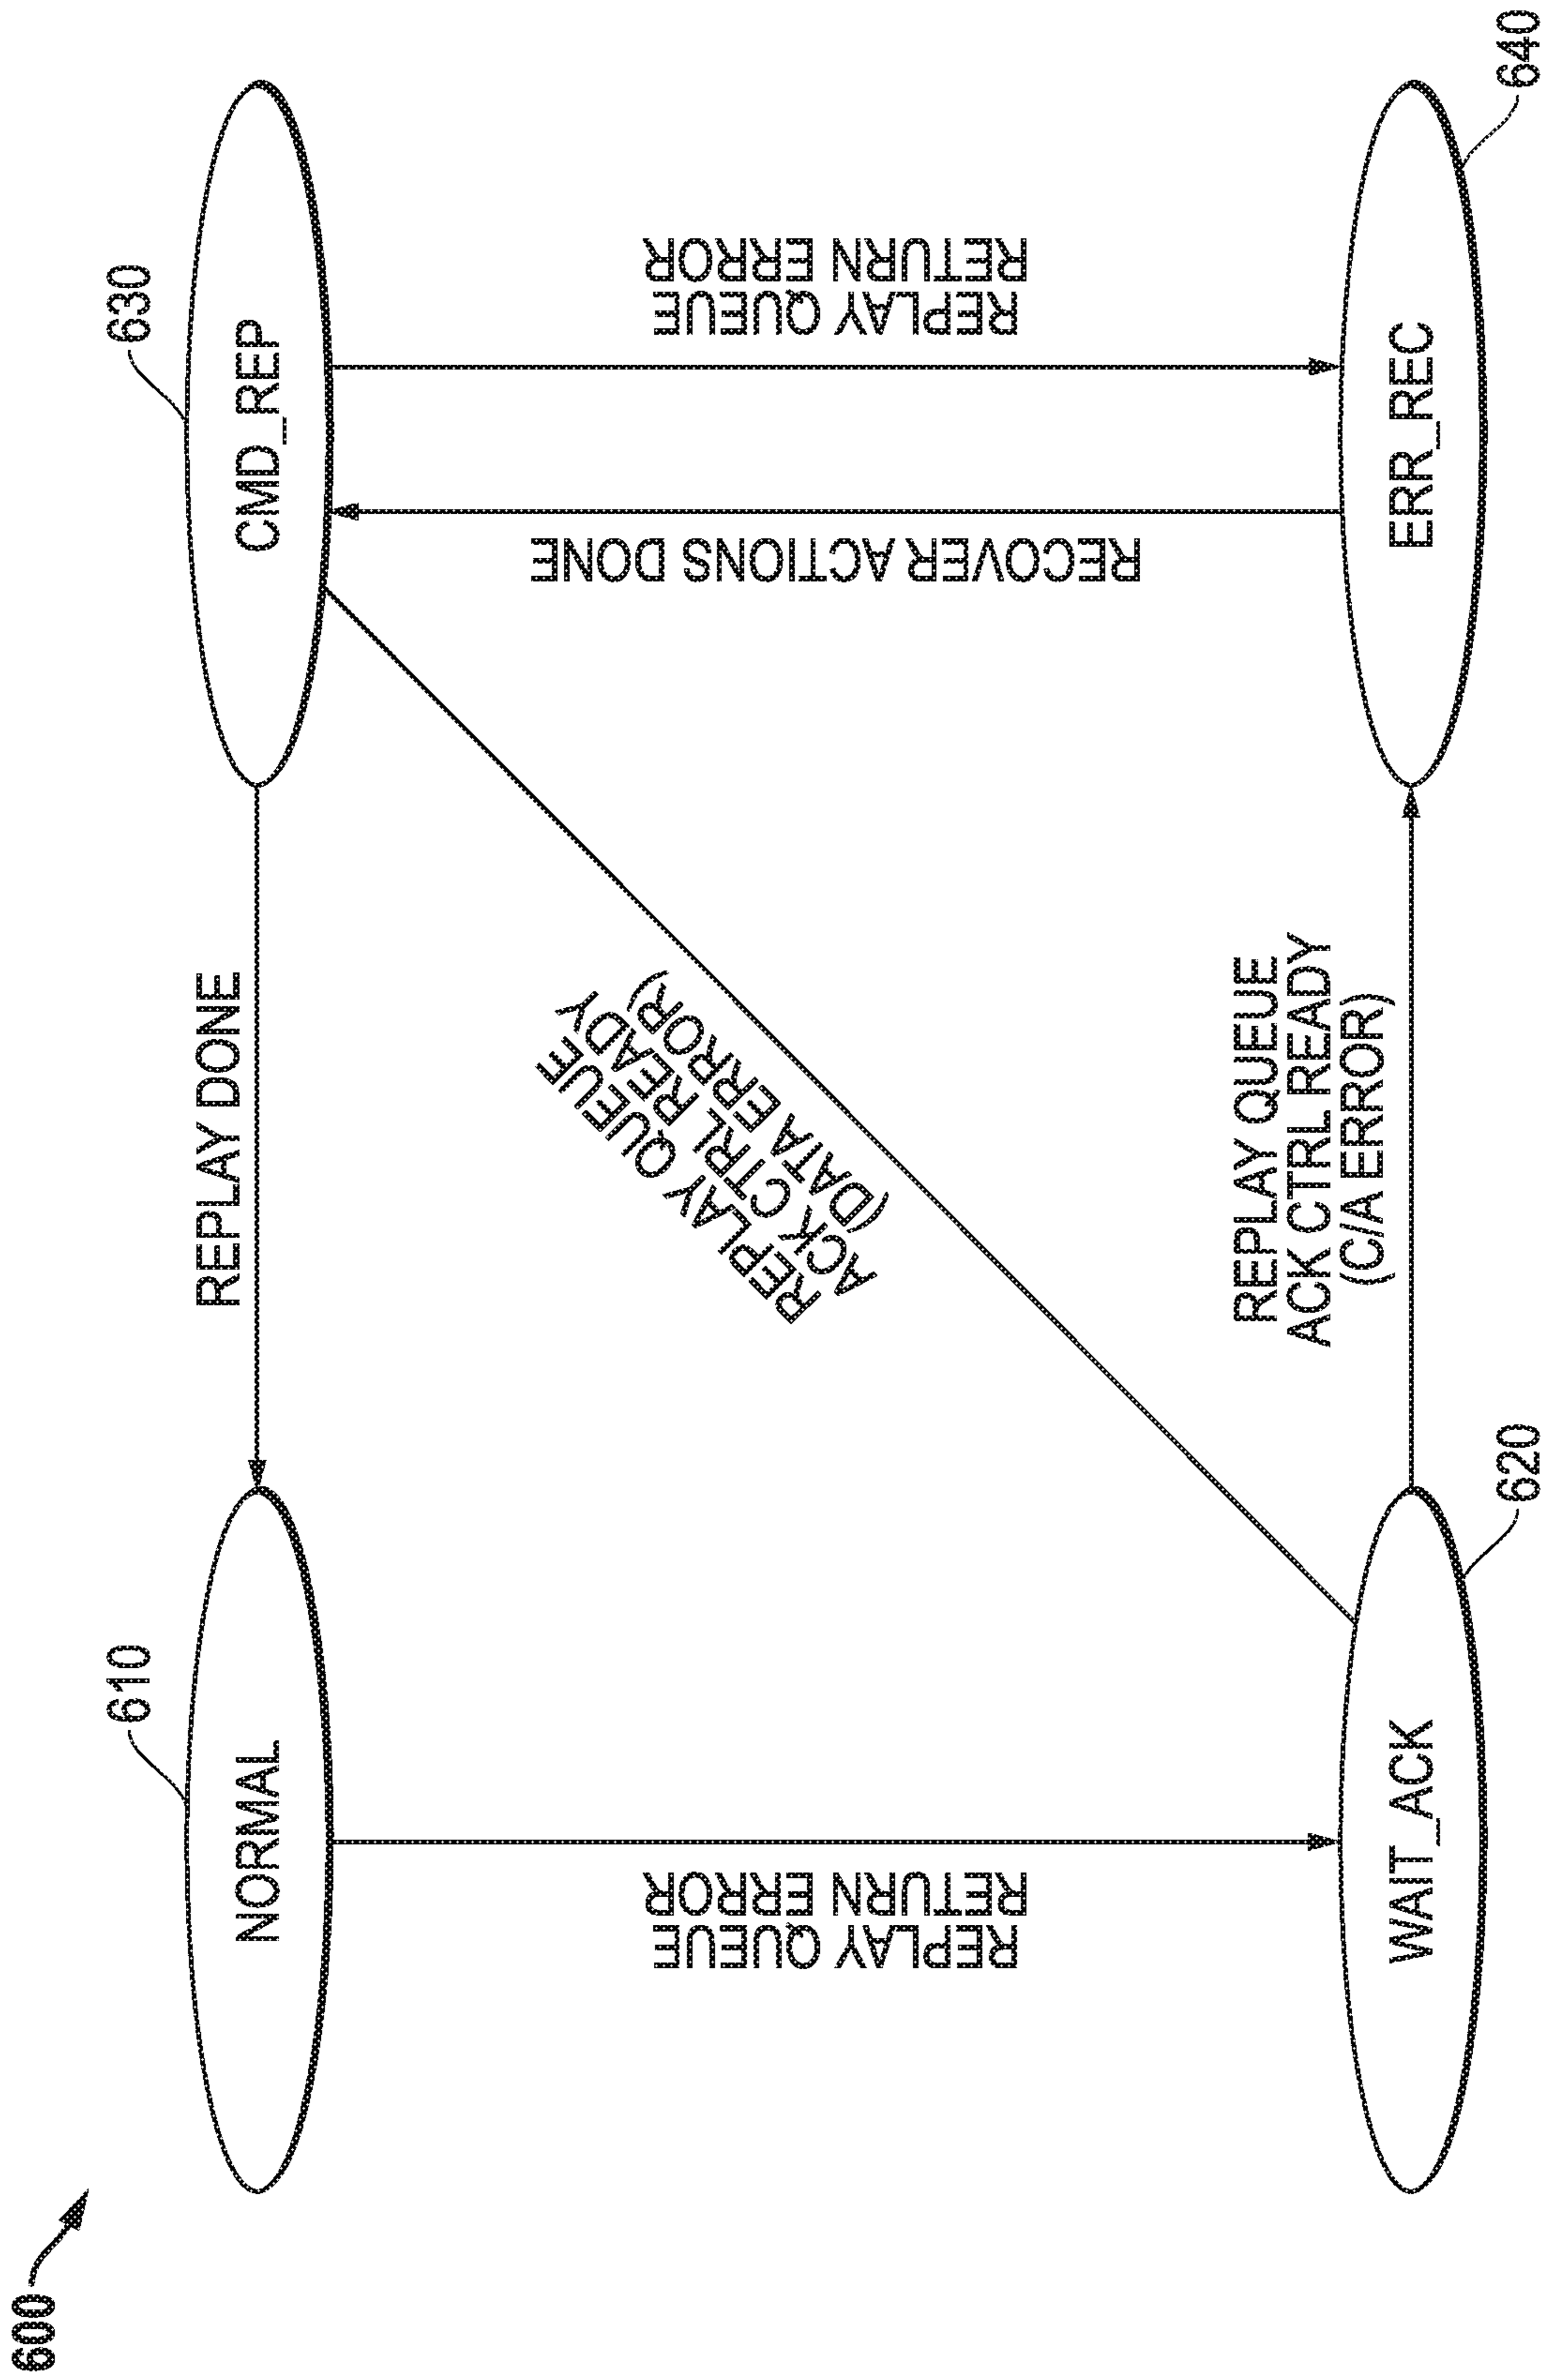 600
610
NORMAL
REPLAY DONE
630
CMD_REP
REPLAY QUEUE
RETURN ERROR
REPLAY QUEUE
ACK CTRL READY
(DATA ERROR)
RECOVER ACTIONS DONE
REPLAY QUEUE
RETURN ERROR
REPLAY QUEUE
ACK CTRL READY
(C/A ERROR)
WAIT_ACK
620
ERR_REC
640